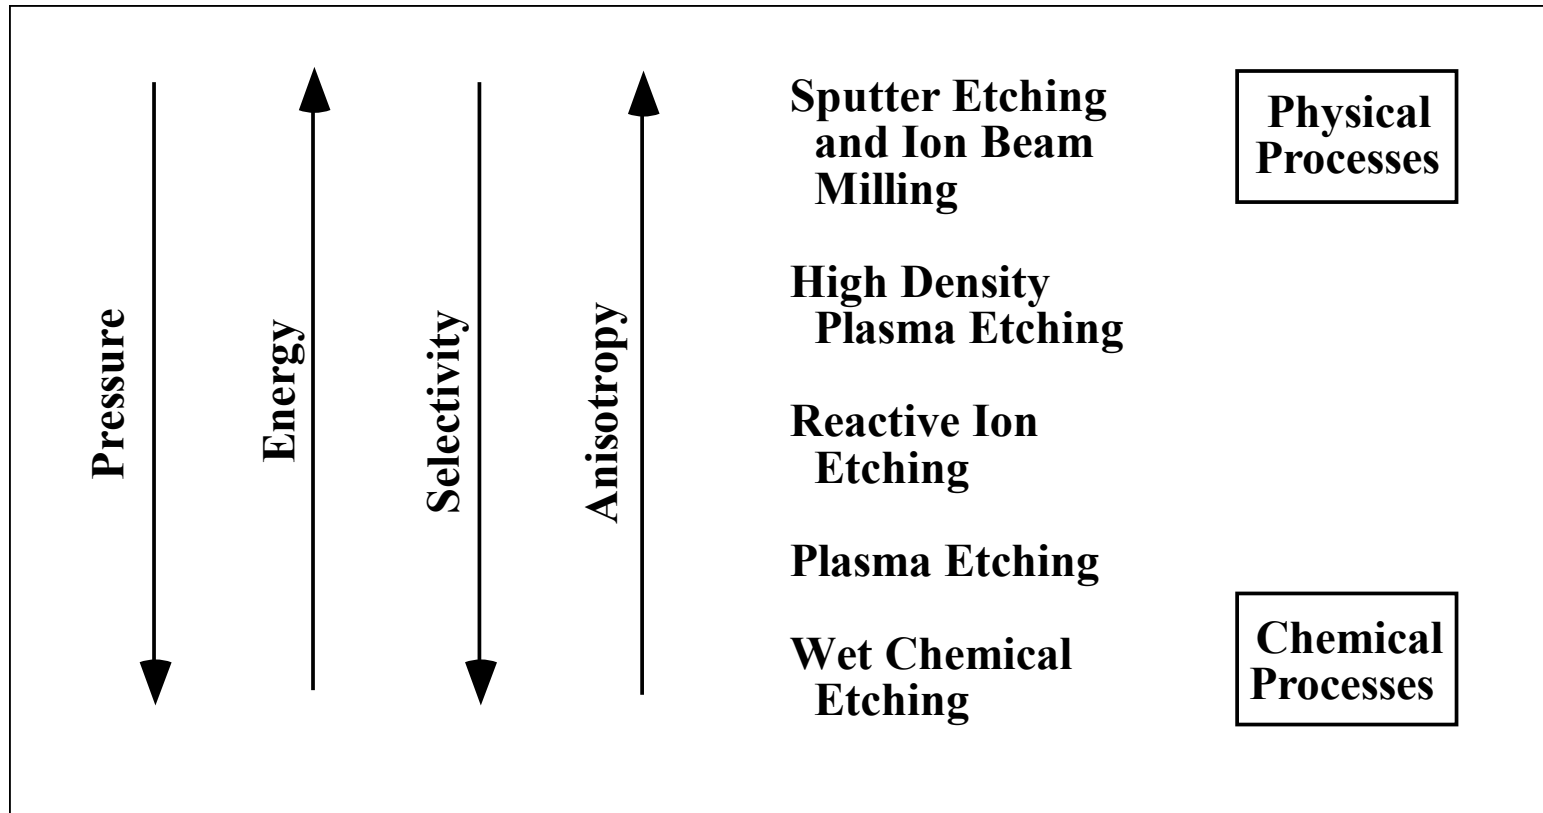 Pressure
Energy
Selectivity
Anisotropy
Sputter Etching
and Ion Beam
Milling
High Density
Plasma Etching
Reactive Ion
Etching
Plasma Etching
Wet Chemical
Etching
Physical
Processes
Chemical
Processes